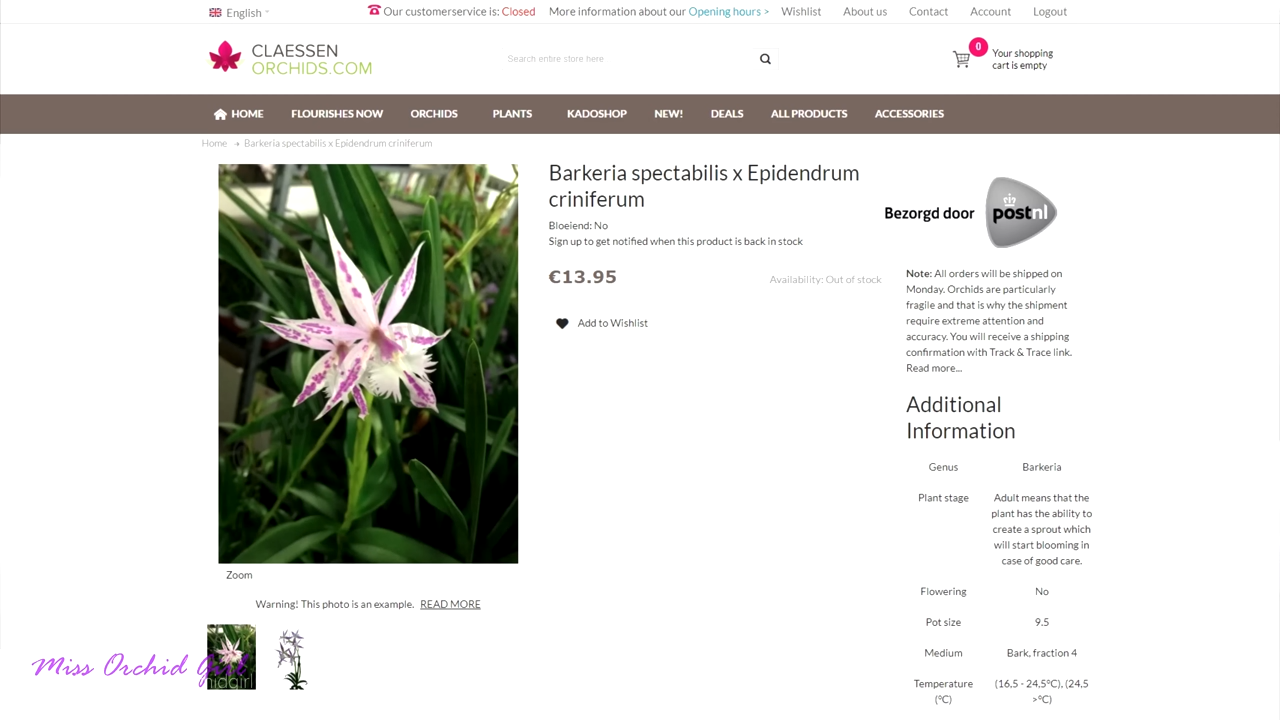 English
Our customerservice is: Closed
More information about our Opening hours >
Wishlist
About us
Contact
Account
Logout
CLAESSEN
ORCHIDS.COM
Search entire store here
0
Your shopping
cart is empty
HOME
FLOURISHES NOW
ORCHIDS
PLANTS
KADOSHOP
NEW!
DEALS
ALL PRODUCTS
ACCESSORIES
Home → Barkeria spectabilis x Epidendrum criniferum
Barkeria spectabilis x Epidendrum
criniferum
Bloeiend: No
Sign up to get notified when this product is back in stock
€13.95
Availability: Out of stock
Add to Wishlist
Zoom
Warning! This photo is an example. READ MORE
Miss Orchid Girl
Bezorgd door
postnl
Note: All orders will be shipped on
Monday. Orchids are particularly
fragile and that is why the shipment
require extreme attention and
accuracy. You will receive a shipping
confirmation with Track & Trace link.
Read more...
Additional
Information
Genus Barkeria
Plant stage Adult means that the
plant has the ability to
create a sprout which
will start blooming in
case of good care.
Flowering No
Pot size 9.5
Medium Bark, fraction 4
Temperature (16,5 - 24,5°C), (24,5
(°C) >°C)